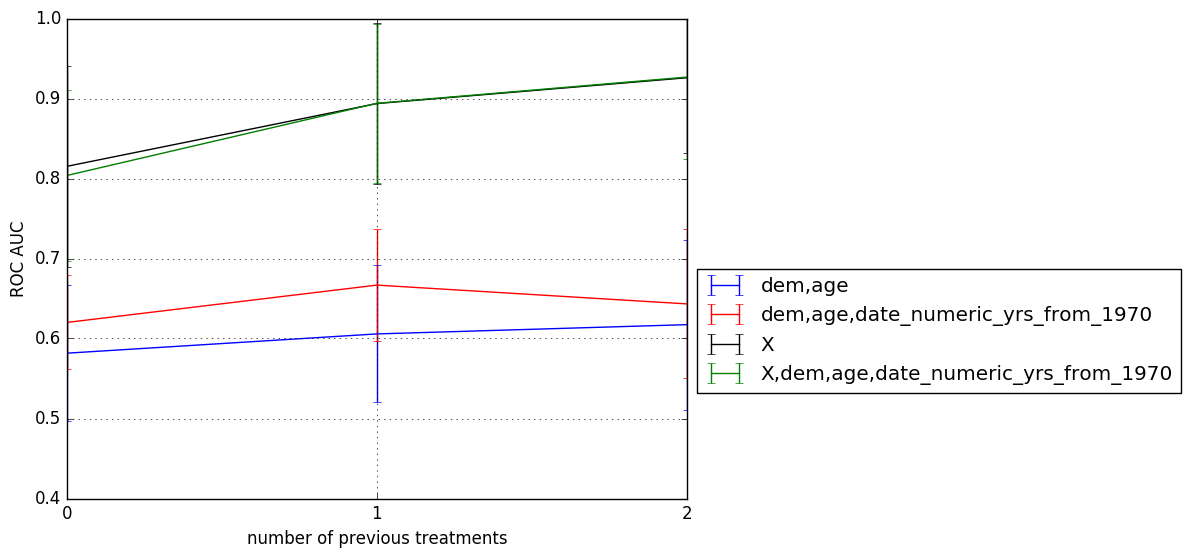 1.0
0.9
0.8
0.7
0.6
0.5
0.4
ROC AUC
0
1
2
number of previous treatments
dem,age
dem,age,date_numeric_yrs_from_1970
X
X,dem,age,date_numeric_yrs_from_1970